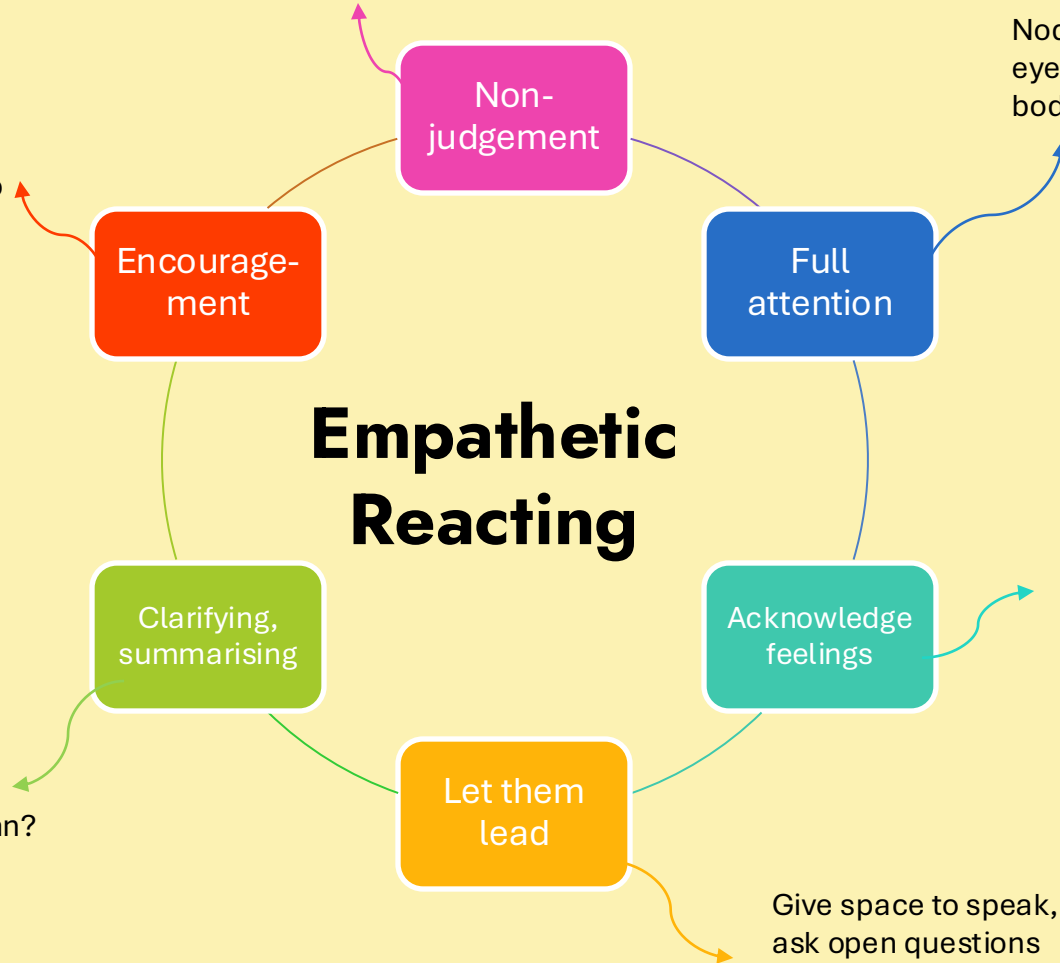 Non-
judgement
eye
Encourage-
ment
Full
attention
Empathetic
Reacting
Clarifying,
summarising
Acknowledge
feelings
Let them
lead
Give space to speak,
ask open questions